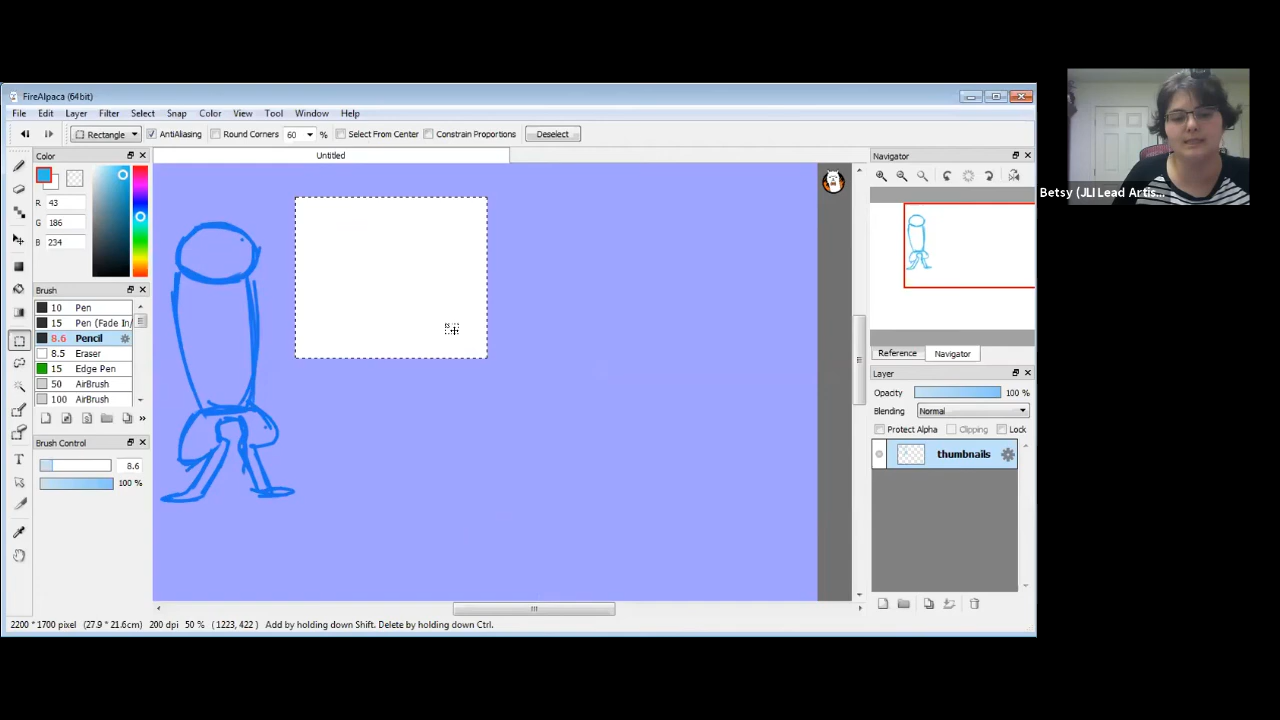 FireAlpaca (64bit)
File Edit Layer Filter Select Snap Color View Tool Window Help
Rectangle AntiAliasing Round Corners 60 % Select From Center Constrain Proportions Deselect
Color
Untitled
Navigator
R 43
G 186
B 234
Betsy (JLI Lead Artis...
Brush
10 Pen
15 Pen (Fade In/
8.6 Pencil
8.5 Eraser
15 Edge Pen
50 AirBrush
100 AirBrush
Reference Navigator
Layer
Opacity 100 %
Blending Normal
Protect Alpha Clipping Lock
Brush Control
thumbnails
8.6
100 %
T
2200 * 1700 pixel (27.9 * 21.6cm) 200 dpi 50 % (1223, 422) Add by holding down Shift. Delete by holding down Ctrl.